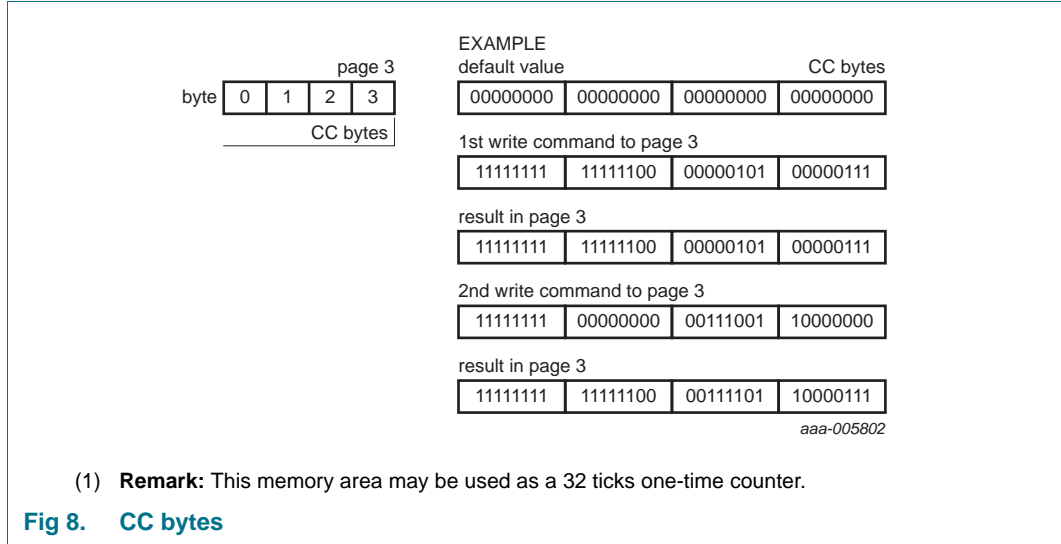 page 3
byte 0 1 2 3
CC bytes
EXAMPLE
default value CC bytes
00000000 00000000 00000000 00000000
1st write command to page 3
11111111 11111100 00000101 00000111
result in page 3
11111111 11111100 00000101 00000111
2nd write command to page 3
11111111 00000000 00111001 10000000
result in page 3
11111111 11111100 00111101 10000111
aaa-005802
(1) Remark: This memory area may be used as a 32 ticks one-time counter.
Fig 8. CC bytes